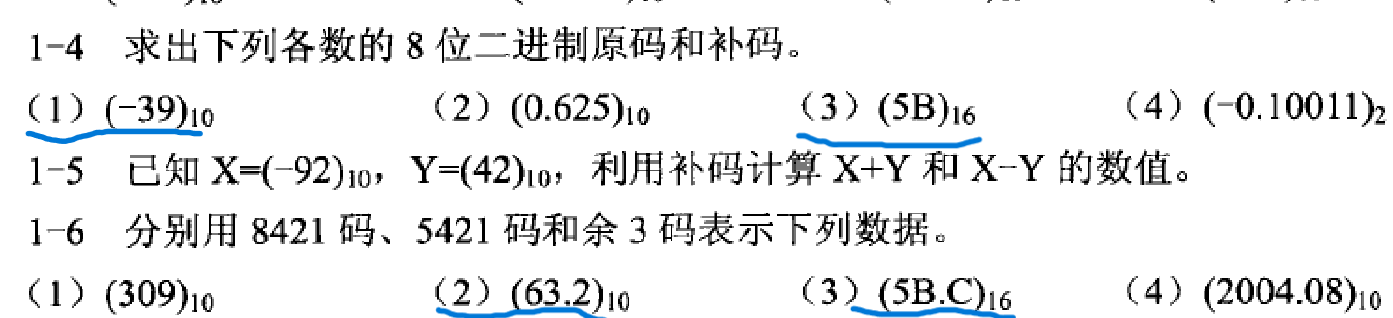 1-4 求出下列各数的 8 位二进制原码和补码。
(1) (-39)10 (2) (0.625)10 (3) (5B)16 (4) (-0.10011)2
1-5 已知 X=(-92)10, Y=(42)10, 利用补码计算 X+Y 和 X-Y 的数值。
1-6 分别用 8421 码、5421 码和余 3 码表示下列数据。
(1) (309)10 (2) (63.2)10 (3) (5B.C)16 (4) (2004.08)10